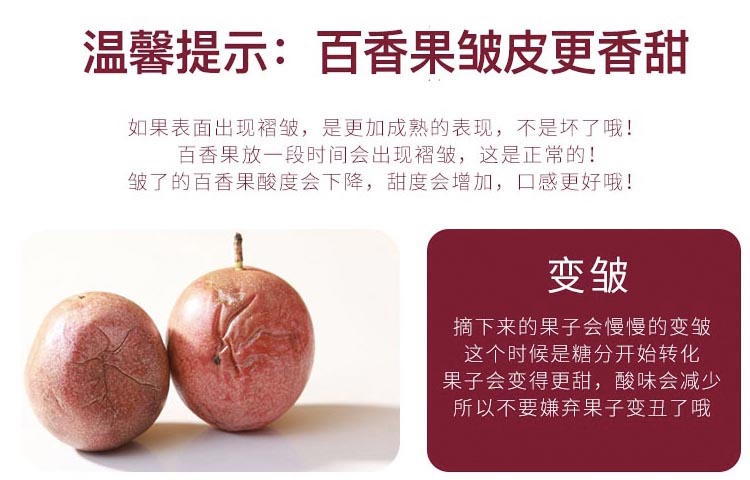 温馨提示：百香果皱皮更香甜
如果表面出现褶皱，是更加成熟的表现，不是坏了哦！
百香果放一段时间会出现褶皱，这是正常的！
皱了的百香果酸度会下降，甜度会增加，口感更好哦！
变皱
摘下来的果子会慢慢的变皱
这个时候是糖分开始转化
果子会变得更甜，酸味会减少
所以不要嫌弃果子变丑了哦